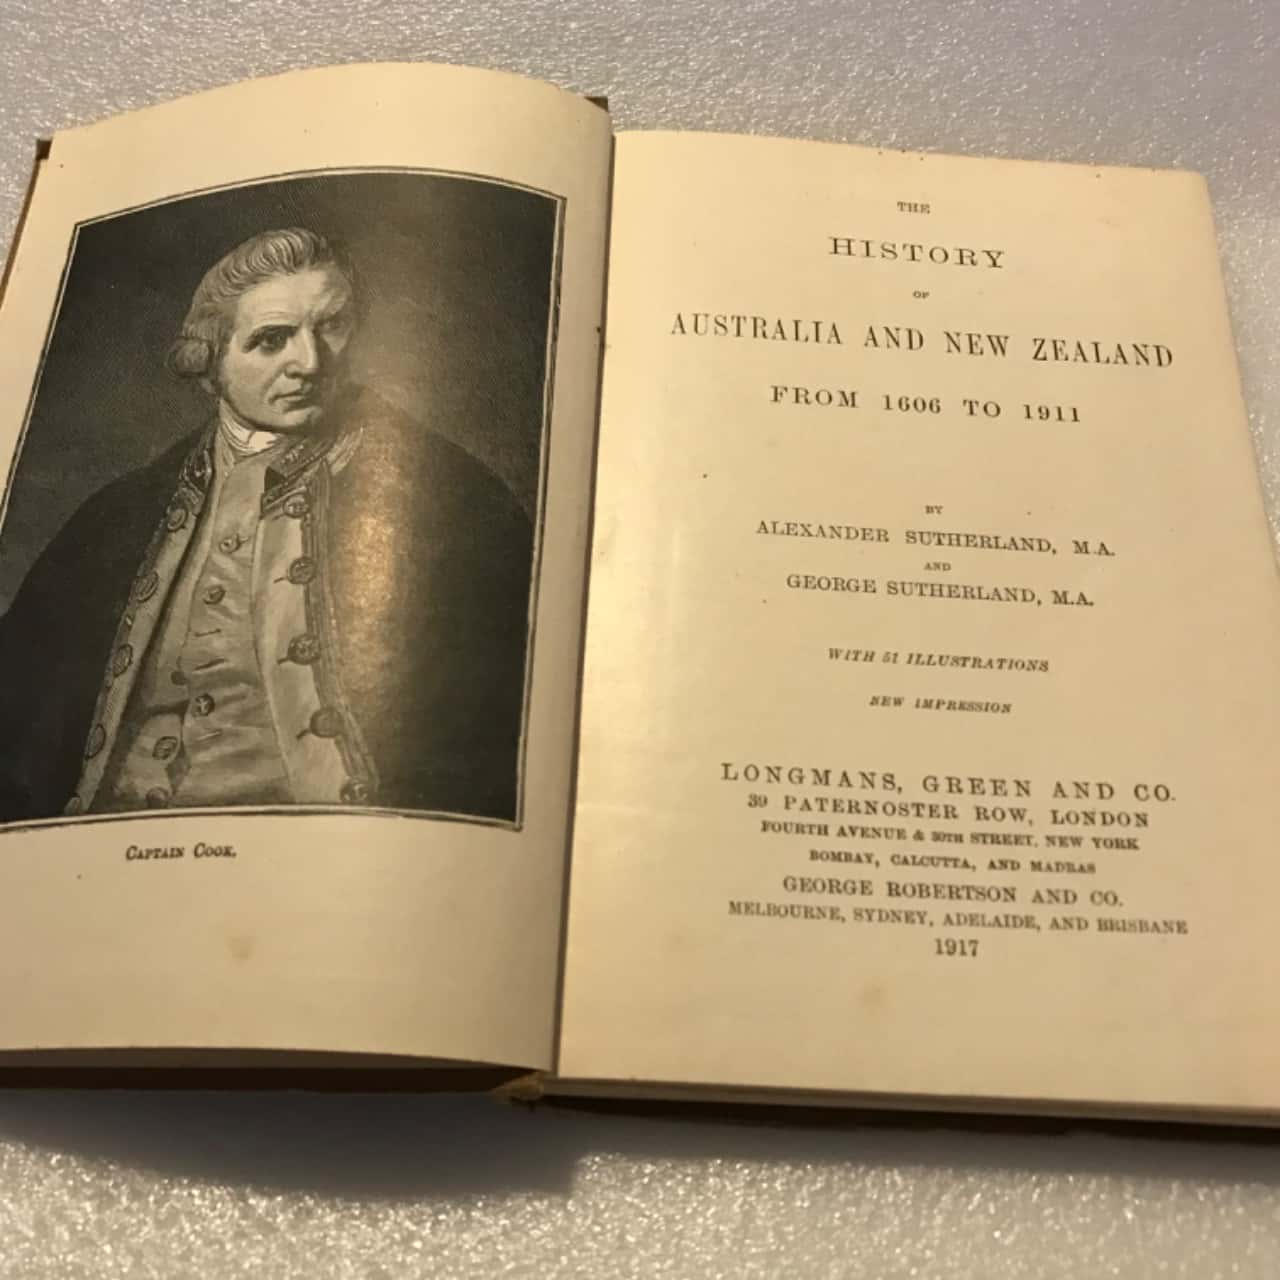 Captain Cook.
THE
HISTORY
OF
AUSTRALIA AND NEW ZEALAND
FROM 1606 TO 1911
BY
ALEXANDER SUTHERLAND, M.A.
AND
GEORGE SUTHERLAND, M.A.
WITH 51 ILLUSTRATIONS
NEW IMPRESSION
LONGMANS, GREEN AND CO.
39 PATERNOSTER ROW, LONDON
FOURTH AVENUE & 30TH STREET, NEW YORK
BOMBAY, CALCUTTA, AND MADRAS
GEORGE ROBERTSON AND CO.
MELBOURNE, SYDNEY, ADELAIDE, AND BRISBANE
1917